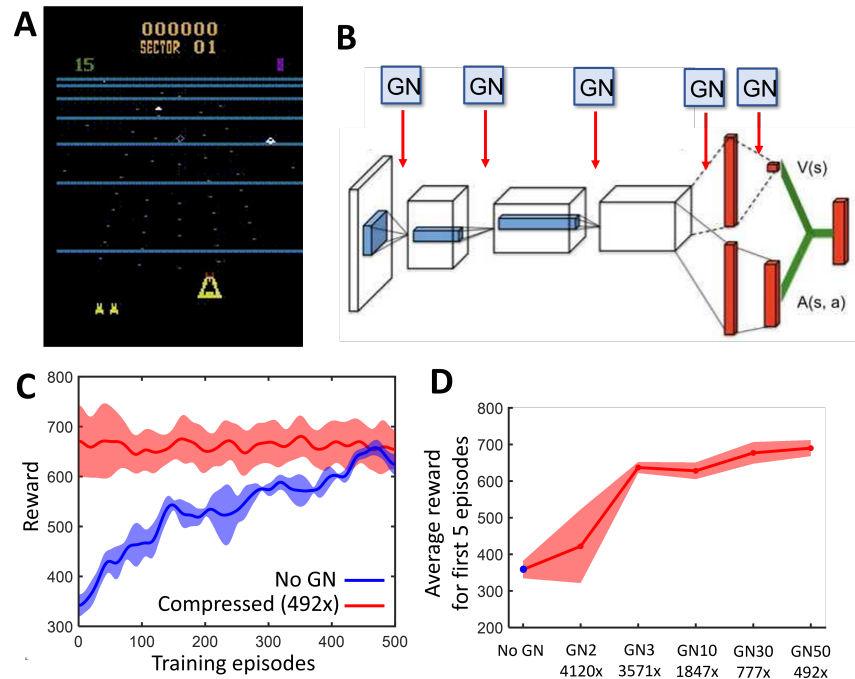 A
000000
SECTOR 01
15
B
GN
GN
GN
GN
GN
V(s)
A(s, a)
C
800
700
600
500
400
300
0
100
200
300
400
500
Reward
Training episodes
No GN
Compressed (492x)
D
800
700
600
500
400
300
200
Average reward
for first 5 episodes
No GN
GN2
4120x
GN3
3571x
GN10
1847x
GN30
777x
GN50
492x